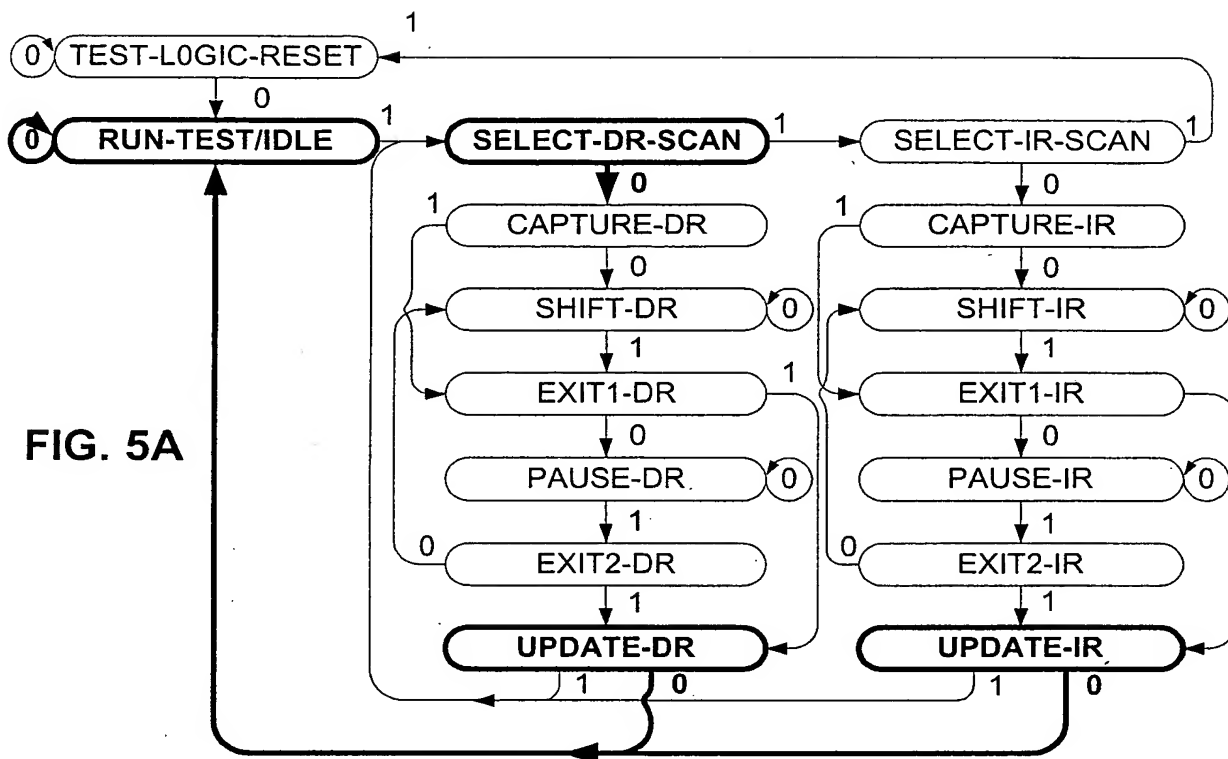 1
0 TEST-L0GIC-RESET
0
0 RUN-TEST/IDLE 1 SELECT-DR-SCAN 1 SELECT-IR-SCAN 1
0 0
1 CAPTURE-DR 1 CAPTURE-IR
0 0
SHIFT-DR 0 SHIFT-IR 0
1 1
EXIT1-DR 1 EXIT1-IR
0 0
FIG. 5A
PAUSE-DR 0 PAUSE-IR 0
1 1
0 EXIT2-DR 0 EXIT2-IR
1 1
UPDATE-DR UPDATE-IR
1 0 1 0